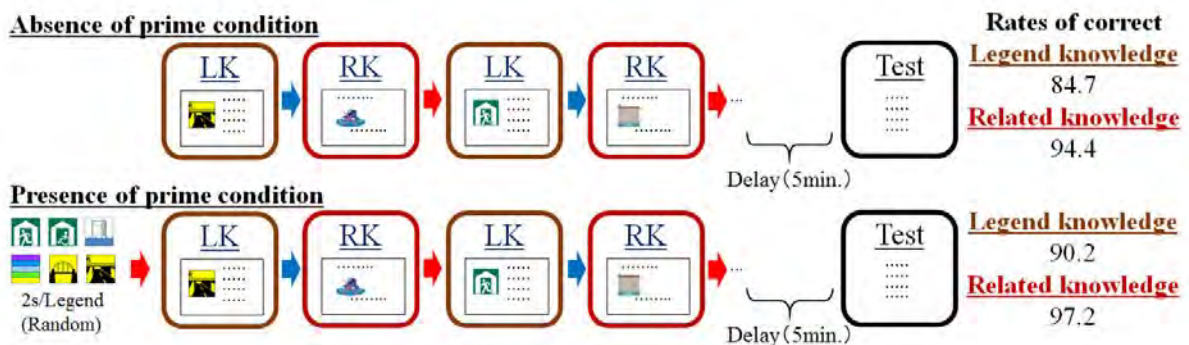 Absence of prime condition
Rates of correct
LK
RK
LK
RK
...
Test
Legend knowledge
84.7
Related knowledge
94.4
Delay(5min.)
Presence of prime condition
LK
RK
LK
RK
...
Test
Legend knowledge
90.2
Related knowledge
97.2
2s/Legend
(Random)
Delay(5min.)